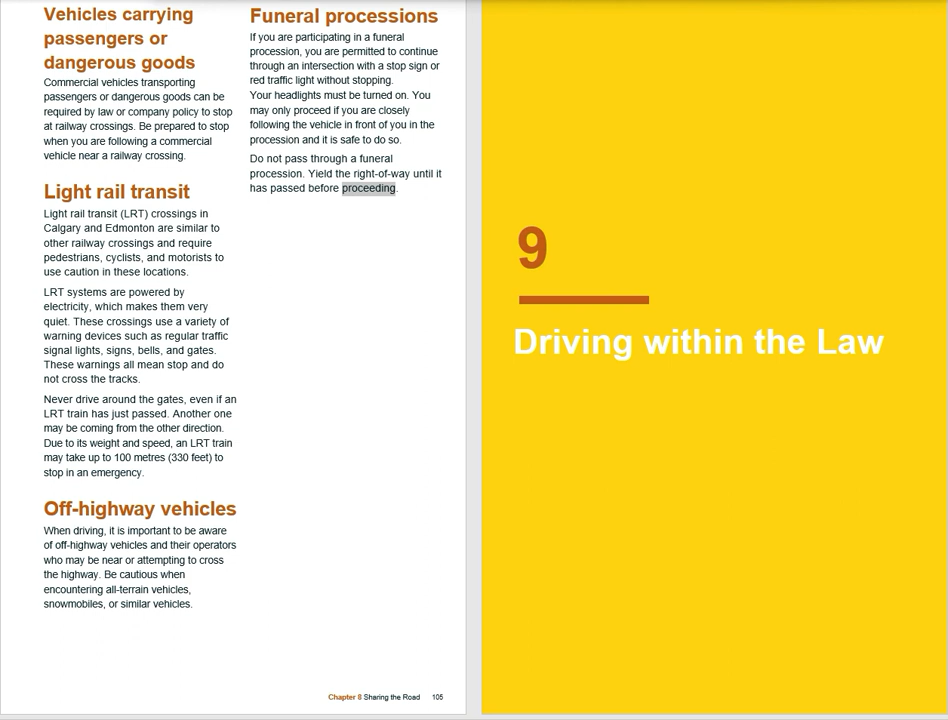 Vehicles carrying
passengers or
dangerous goods
Commercial vehicles transporting
passengers or dangerous goods can be
required by law or company policy to stop
at railway crossings. Be prepared to stop
when you are following a commercial
vehicle near a railway crossing.
Light rail transit
Light rail transit (LRT) crossings in
Calgary and Edmonton are similar to
other railway crossings and require
pedestrians, cyclists, and motorists to
use caution in these locations.
LRT systems are powered by
electricity, which makes them very
quiet. These crossings use a variety of
warning devices such as regular traffic
signal lights, signs, bells, and gates.
These warnings all mean stop and do
not cross the tracks.
Never drive around the gates, even if an
LRT train has just passed. Another one
may be coming from the other direction.
Due to its weight and speed, an LRT train
may take up to 100 metres (330 feet) to
stop in an emergency.
Off-highway vehicles
When driving, it is important to be aware
of off-highway vehicles and their operators
who may be near or attempting to cross
the highway. Be cautious when
encountering all-terrain vehicles,
snowmobiles, or similar vehicles.
Funeral processions
If you are participating in a funeral
procession, you are permitted to continue
through an intersection with a stop sign or
red traffic light without stopping.
Your headlights must be turned on. You
may only proceed if you are closely
following the vehicle in front of you in the
procession and it is safe to do so.
Do not pass through a funeral
procession. Yield the right-of-way until it
has passed before proceeding.
Chapter 8 Sharing the Road 105
9
Driving within the Law